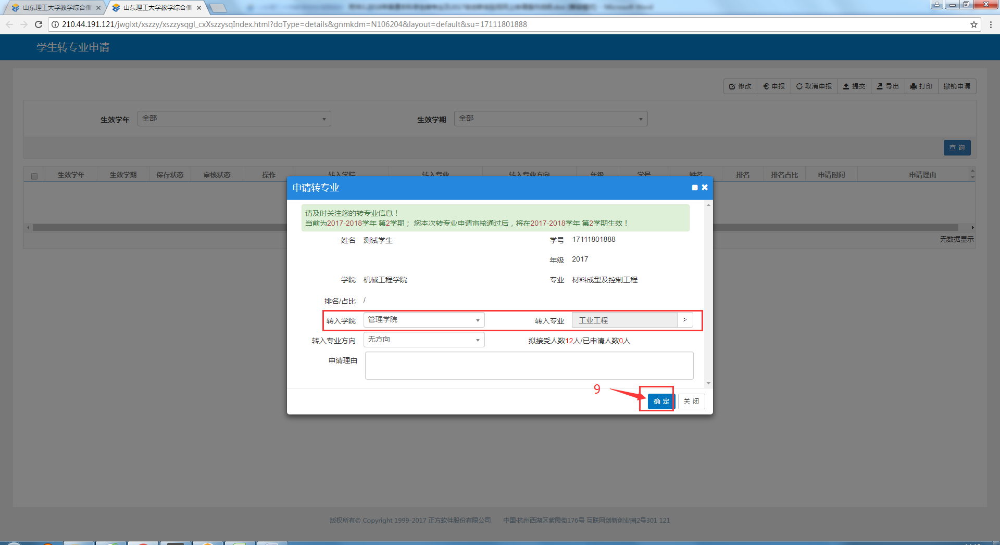 山东理工大学教学综合信
山东理工大学教学综合信
210.44.191.121/jwglxt/xszzy/xszzysqgl_cxXszzysqIndex.html?doType=details&gnmkdm=N106204&layout=default&su=17111801888
学生转专业申请
修改 申报 取消申报 提交 导出 打印 撤销申请
生效学年 全部 生效学期 全部
查 询
生效学年 生效学期 保存状态 审核状态 操作 转入学院 转入专业 转入专业方向 年级 学号 姓名 排名 排名占比 申请时间 申请理由
无数据显示
申请转专业
请及时关注您的转专业信息！
当前为2017-2018学年 第2学期； 您本次转专业申请审核通过后，将在2017-2018学年 第2学期生效！
姓名 测试学生 学号 17111801888
年级 2017
学院 机械工程学院 专业 材料成型及控制工程
排名/占比 /
转入学院 管理学院 转入专业 工业工程 >
转入专业方向 无方向 拟接受人数12人/已申请人数0人
申请理由
9
确 定 关 闭
版权所有© Copyright 1999-2017 正方软件股份有限公司 中国·杭州西湖区紫霞街176号 互联网创新创业园2号301 121